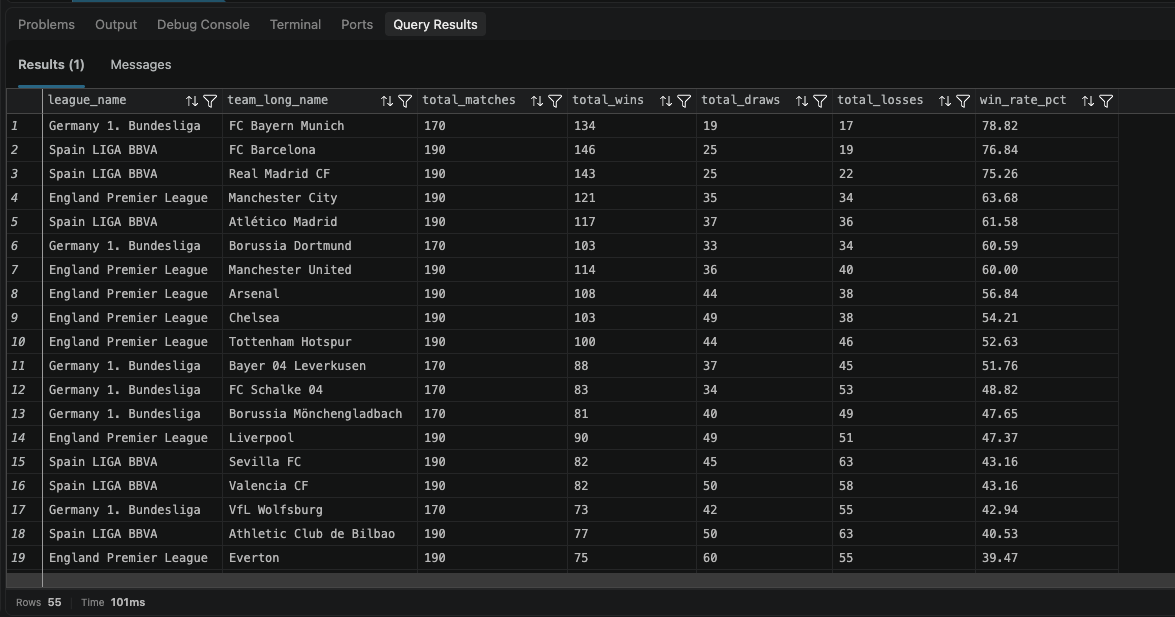 Problems Output Debug Console Terminal Ports Query Results
Results (1) Messages
league_name team_long_name total_matches total_wins total_draws total_losses win_rate_pct
1 Germany 1. Bundesliga FC Bayern Munich 170 134 19 17 78.82
2 Spain LIGA BBVA FC Barcelona 190 146 25 19 76.84
3 Spain LIGA BBVA Real Madrid CF 190 143 25 22 75.26
4 England Premier League Manchester City 190 121 35 34 63.68
5 Spain LIGA BBVA Atlético Madrid 190 117 37 36 61.58
6 Germany 1. Bundesliga Borussia Dortmund 170 103 33 34 60.59
7 England Premier League Manchester United 190 114 36 40 60.00
8 England Premier League Arsenal 190 108 44 38 56.84
9 England Premier League Chelsea 190 103 49 38 54.21
10 England Premier League Tottenham Hotspur 190 100 44 46 52.63
11 Germany 1. Bundesliga Bayer 04 Leverkusen 170 88 37 45 51.76
12 Germany 1. Bundesliga FC Schalke 04 170 83 34 53 48.82
13 Germany 1. Bundesliga Borussia Mönchengladbach 170 81 40 49 47.65
14 England Premier League Liverpool 190 90 49 51 47.37
15 Spain LIGA BBVA Sevilla FC 190 82 45 63 43.16
16 Spain LIGA BBVA Valencia CF 190 82 50 58 43.16
17 Germany 1. Bundesliga VfL Wolfsburg 170 73 42 55 42.94
18 Spain LIGA BBVA Athletic Club de Bilbao 190 77 50 63 40.53
19 England Premier League Everton 190 75 60 55 39.47
Rows 55 Time 101ms